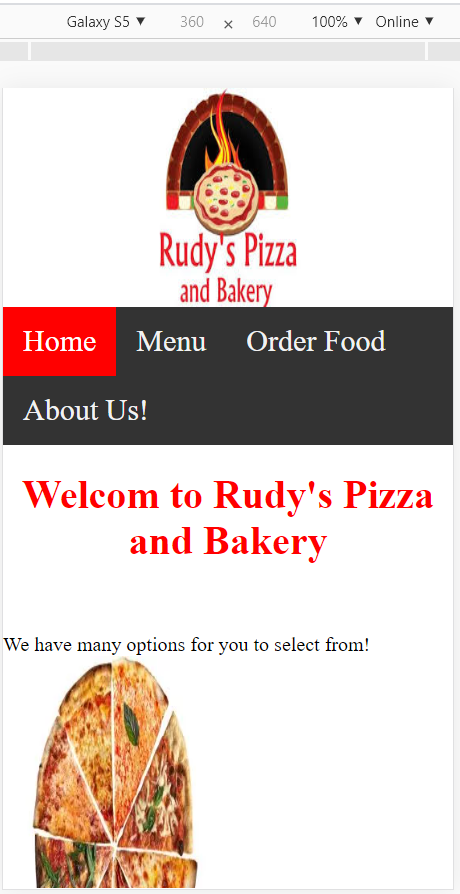 Galaxy S5 ▼ 360 × 640 100% ▼ Online ▼
Rudy's Pizza
and Bakery
Home Menu Order Food
About Us!
Welcom to Rudy's Pizza
and Bakery
We have many options for you to select from!